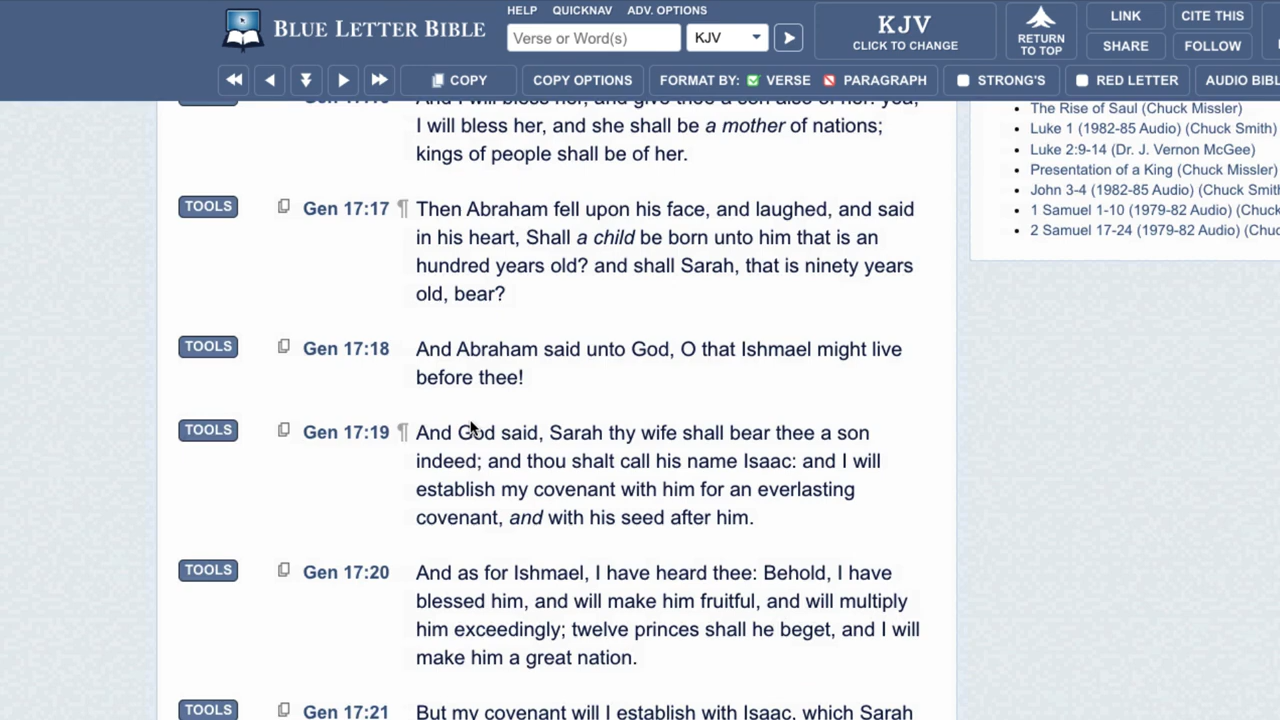 HELP QUICKNAV ADV. OPTIONS
BLUE LETTER BIBLE
Verse or Word(s) KJV
KJV
CLICK TO CHANGE
RETURN
TO TOP
LINK
CITE THIS
SHARE
FOLLOW
COPY COPY OPTIONS FORMAT BY: VERSE PARAGRAPH STRONG'S RED LETTER AUDIO
I will bless her, and she shall be a mother of nations;
kings of people shall be of her.
TOOLS Gen 17:17 ¶ Then Abraham fell upon his face, and laughed, and said
in his heart, Shall a child be born unto him that is an
hundred years old? and shall Sarah, that is ninety years
old, bear?
TOOLS Gen 17:18 And Abraham said unto God, O that Ishmael might live
before thee!
TOOLS Gen 17:19 ¶ And God said, Sarah thy wife shall bear thee a son
indeed; and thou shalt call his name Isaac: and I will
establish my covenant with him for an everlasting
covenant, and with his seed after him.
TOOLS Gen 17:20 And as for Ishmael, I have heard thee: Behold, I have
blessed him, and will make him fruitful, and will multiply
him exceedingly; twelve princes shall he beget, and I will
make him a great nation.
TOOLS Gen 17:21 But my covenant will I establish with Isaac, which Sarah
The Rise of Saul (Chuck Missler)
Luke 1 (1982-85 Audio) (Chuck Smith)
Luke 2:9-14 (Dr. J. Vernon McGee)
Presentation of a King (Chuck Missler)
John 3-4 (1982-85 Audio) (Chuck
1 Samuel 1-10 (1979-82 Audio) (Chuck
2 Samuel 17-24 (1979-82 Audio)